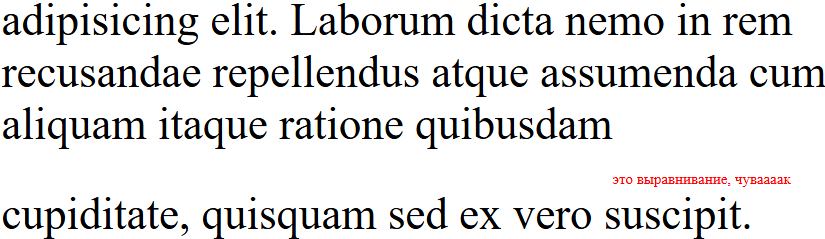 adipisicing elit. Laborum dicta nemo in rem
recusandae repellendus atque assumenda cum
aliquam itaque ratione quibusdam
это выравнивание, чуваааак
cupiditate, quisquam sed ex vero suscipit.